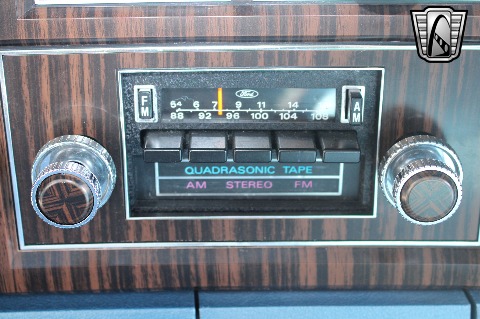 Ford
FM
54 6 7 9 11 14
88 92 96 100 104 108
AM
QUADRASONIC TAPE
AM STEREO FM